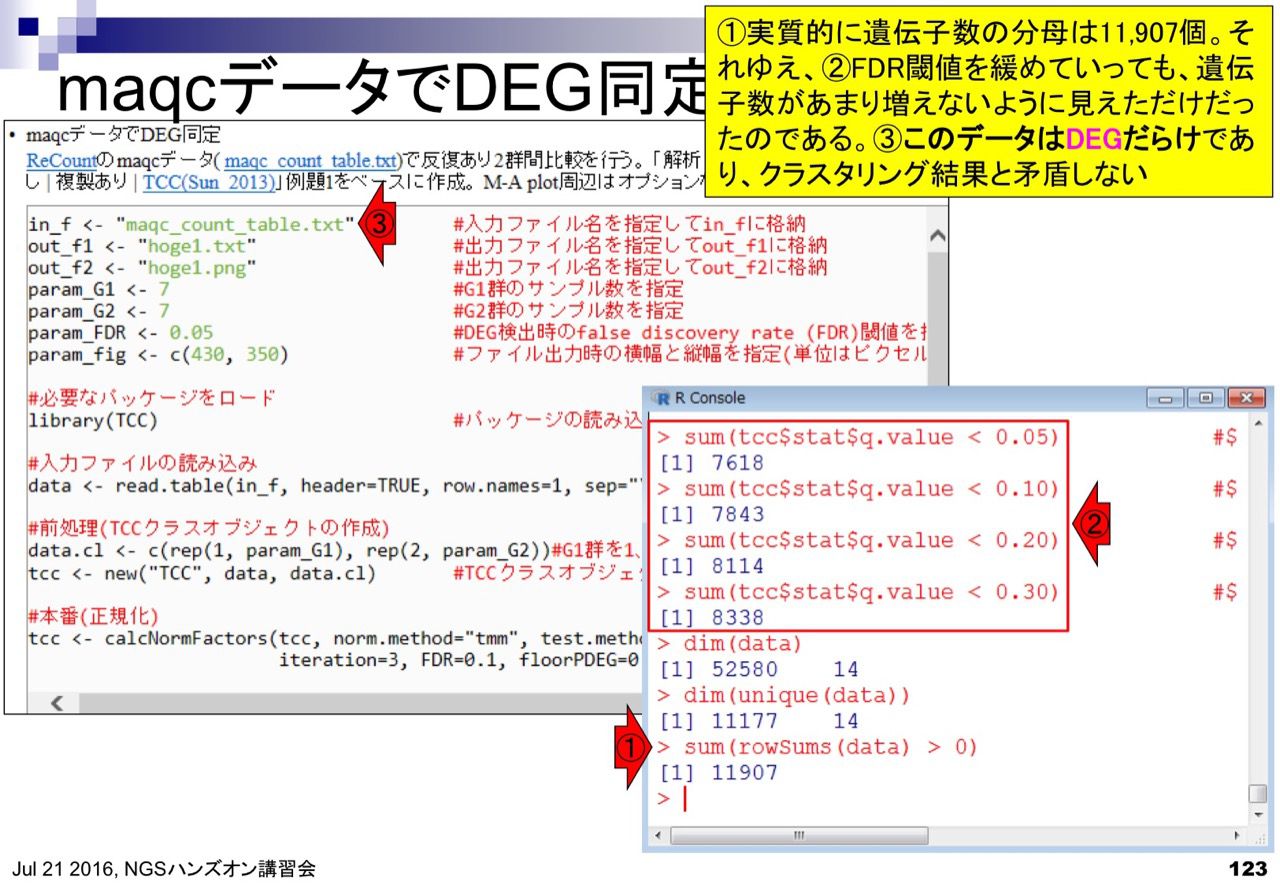 maqcデータでDEG同定
①実質的に遺伝子数の分母は11,907個。そ
れゆえ、②FDR閾値を緩めていっても、遺伝
子数があまり増えないように見えただけだっ
たのである。③このデータはDEGだらけであ
り、クラスタリング結果と矛盾しない
• maqcデータでDEG同定
ReCountのmaqcデータ( maqc_count_table.txt)で反復あり2群間比較を行う。「解析
し | 複製あり | TCC(Sun_2013)」例題1をベースに作成。M-A plot周辺はオプション
in_f <- "maqc_count_table.txt" #入力ファイル名を指定してin_fに格納
③
out_f1 <- "hoge1.txt" #出力ファイル名を指定してout_f1に格納
out_f2 <- "hoge1.png" #出力ファイル名を指定してout_f2に格納
param_G1 <- 7 #G1群のサンプル数を指定
param_G2 <- 7 #G2群のサンプル数を指定
param_FDR <- 0.05 #DEG検出時のfalse discovery rate (FDR)閾値を
param_fig <- c(430, 350) #ファイル出力時の横幅と縦幅を指定(単位はピクセル
#必要なパッケージをロード
library(TCC) #パッケージの読み込
#入力ファイルの読み込み
data <- read.table(in_f, header=TRUE, row.names=1, sep="
#前処理(TCCクラスオブジェクトの作成)
data.cl <- c(rep(1, param_G1), rep(2, param_G2))#G1群を1、
tcc <- new("TCC", data, data.cl) #TCCクラスオブジェ
#本番(正規化)
tcc <- calcNormFactors(tcc, norm.method="tmm", test.meth
iteration=3, FDR=0.1, floorPDEG=0
R Console
> sum(tcc$stat$q.value < 0.05) #$
[1] 7618
> sum(tcc$stat$q.value < 0.10) #$
[1] 7843
②
> sum(tcc$stat$q.value < 0.20) #$
[1] 8114
> sum(tcc$stat$q.value < 0.30) #$
[1] 8338
> dim(data)
[1] 52580 14
> dim(unique(data))
[1] 11177 14
① > sum(rowSums(data) > 0)
[1] 11907
>
Jul 21 2016, NGSハンズオン講習会
123